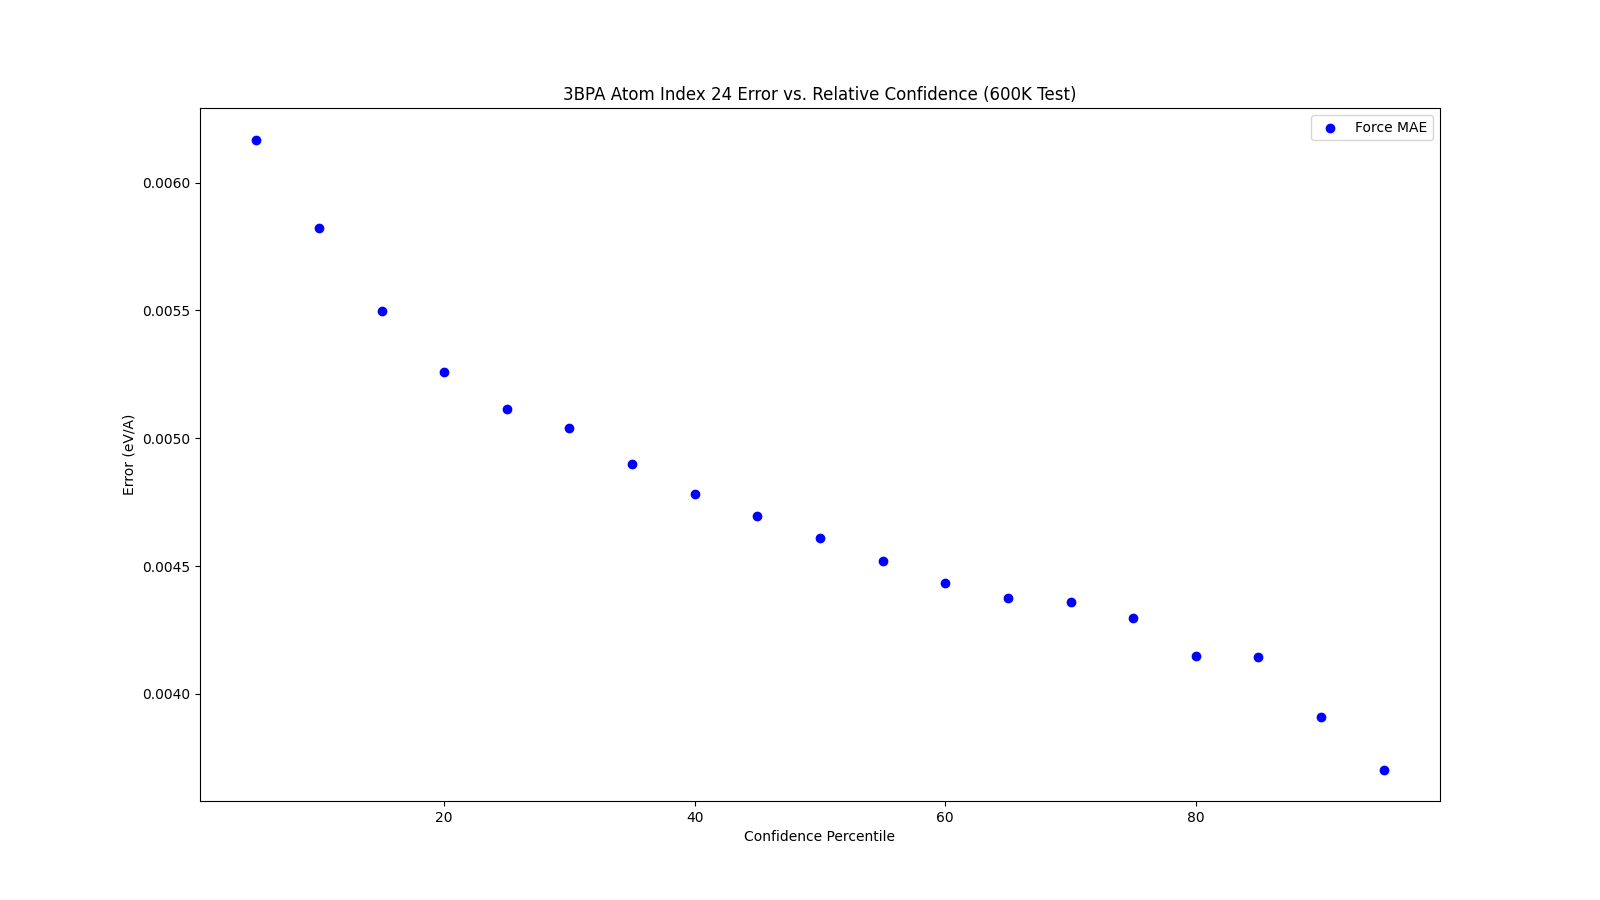 3BPA Atom Index 24 Error vs. Relative Confidence (600K Test)
Force MAE
0.0060
0.0055
0.0050
0.0045
0.0040
Error (eV/A)
20 40 60 80
Confidence Percentile